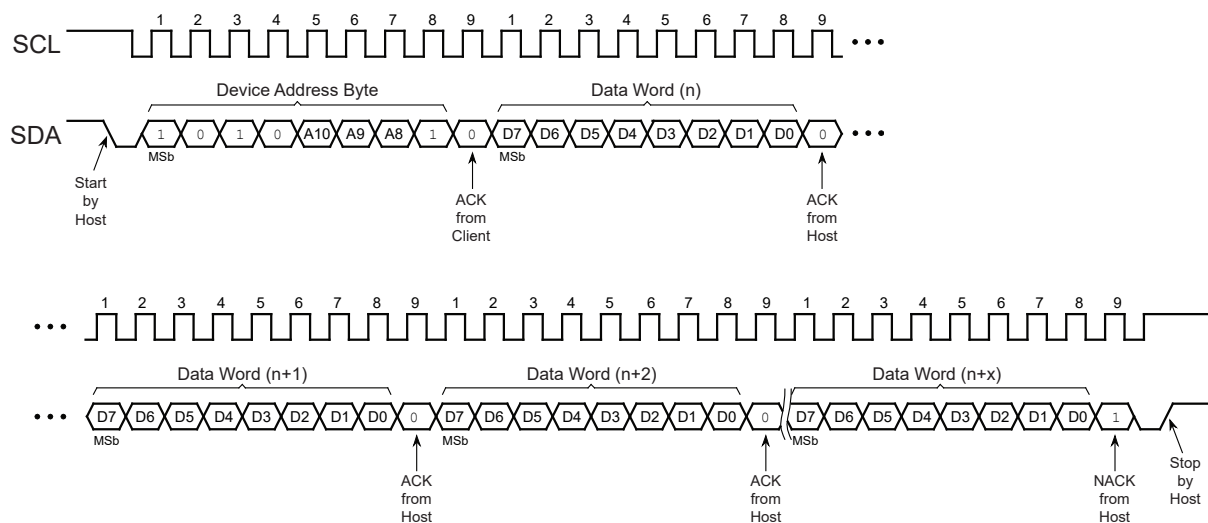 1 2 3 4 5 6 7 8 9 1 2 3 4 5 6 7 8 9
SCL
Device Address Byte Data Word (n)
SDA 1 0 1 0 A10 A9 A8 1 0 D7 D6 D5 D4 D3 D2 D1 D0 0
MSb MSb
Start
by
Host
ACK
from
Client
ACK
from
Host
1 2 3 4 5 6 7 8 9 1 2 3 4 5 6 7 8 9 1 2 3 4 5 6 7 8 9
Data Word (n+1) Data Word (n+2) Data Word (n+x)
D7 D6 D5 D4 D3 D2 D1 D0 0 D7 D6 D5 D4 D3 D2 D1 D0 0 D7 D6 D5 D4 D3 D2 D1 D0 1
MSb MSb MSb
ACK
from
Host
ACK
from
Host
NACK
from
Host
Stop
by
Host